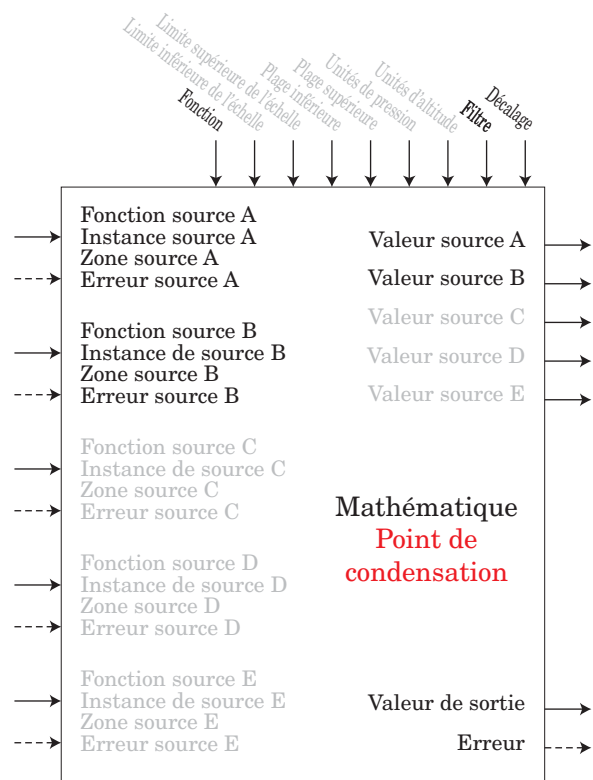 Fonction
Limite inférieure de l'échelle
Limite supérieure de l'échelle
Plage inférieure
Plage supérieure
Unités de pression
Unités d'altitude
Filtre
Décalage
Fonction source A
Instance source A
Zone source A
Erreur source A
Fonction source B
Instance de source B
Zone source B
Erreur source B
Fonction source C
Instance de source C
Zone source C
Erreur source C
Fonction source D
Instance de source D
Zone source D
Erreur source D
Fonction source E
Instance de source E
Zone source E
Erreur source E
Valeur source A
Valeur source B
Valeur source C
Valeur source D
Valeur source E
Mathématique
Point de
condensation
Valeur de sortie
Erreur